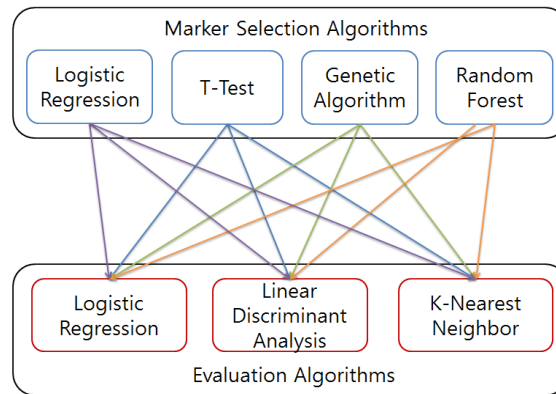 Marker Selection Algorithms
Logistic
Regression
T-Test
Genetic
Algorithm
Random
Forest
Logistic
Regression
Linear
Discriminant
Analysis
K-Nearest
Neighbor
Evaluation Algorithms